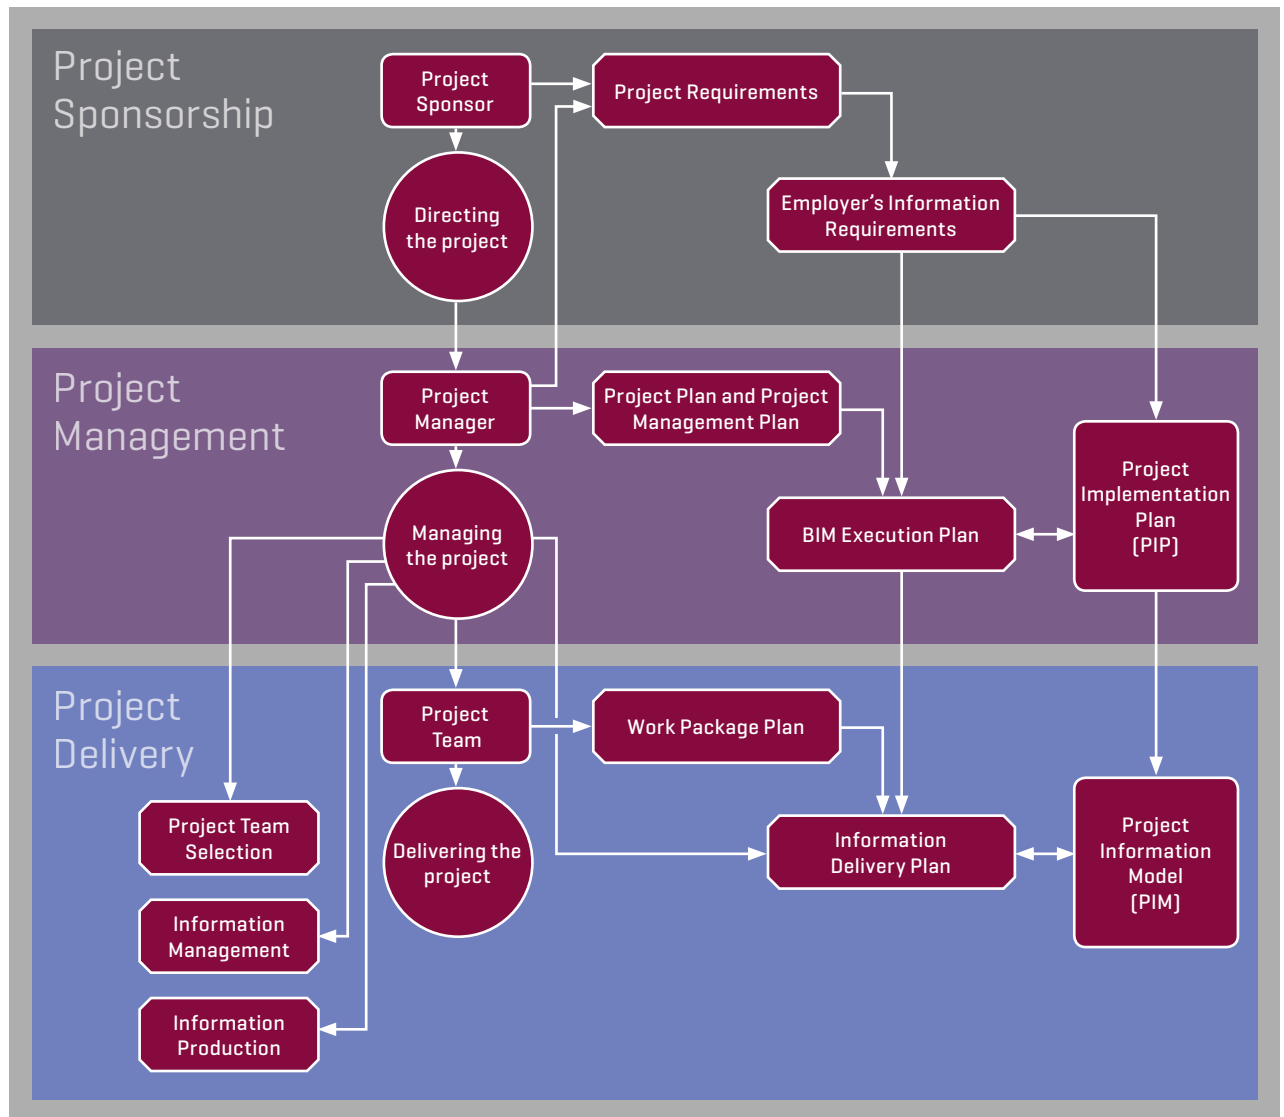 Project
Sponsorship
Project
Sponsor
Project Requirements
Directing
the project
Employer’s Information
Requirements
Project
Management
Project
Manager
Project Plan and Project
Management Plan
Managing
the project
BIM Execution Plan
Project
Implementation
Plan
(PIP)
Project
Delivery
Project
Team
Work Package Plan
Project Team
Selection
Delivering the
project
Information
Delivery Plan
Project
Information
Model
(PIM)
Information
Management
Information
Production